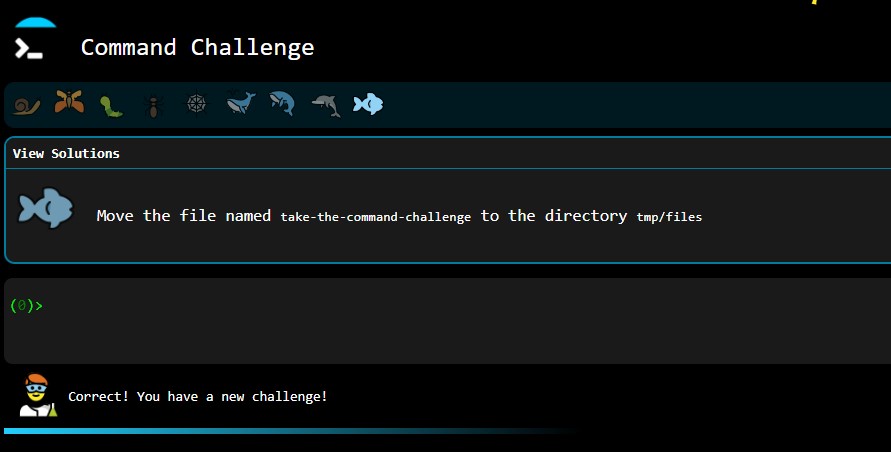 Command Challenge
View Solutions
Move the file named take-the-command-challenge to the directory tmp/files
(0)>
Correct! You have a new challenge!